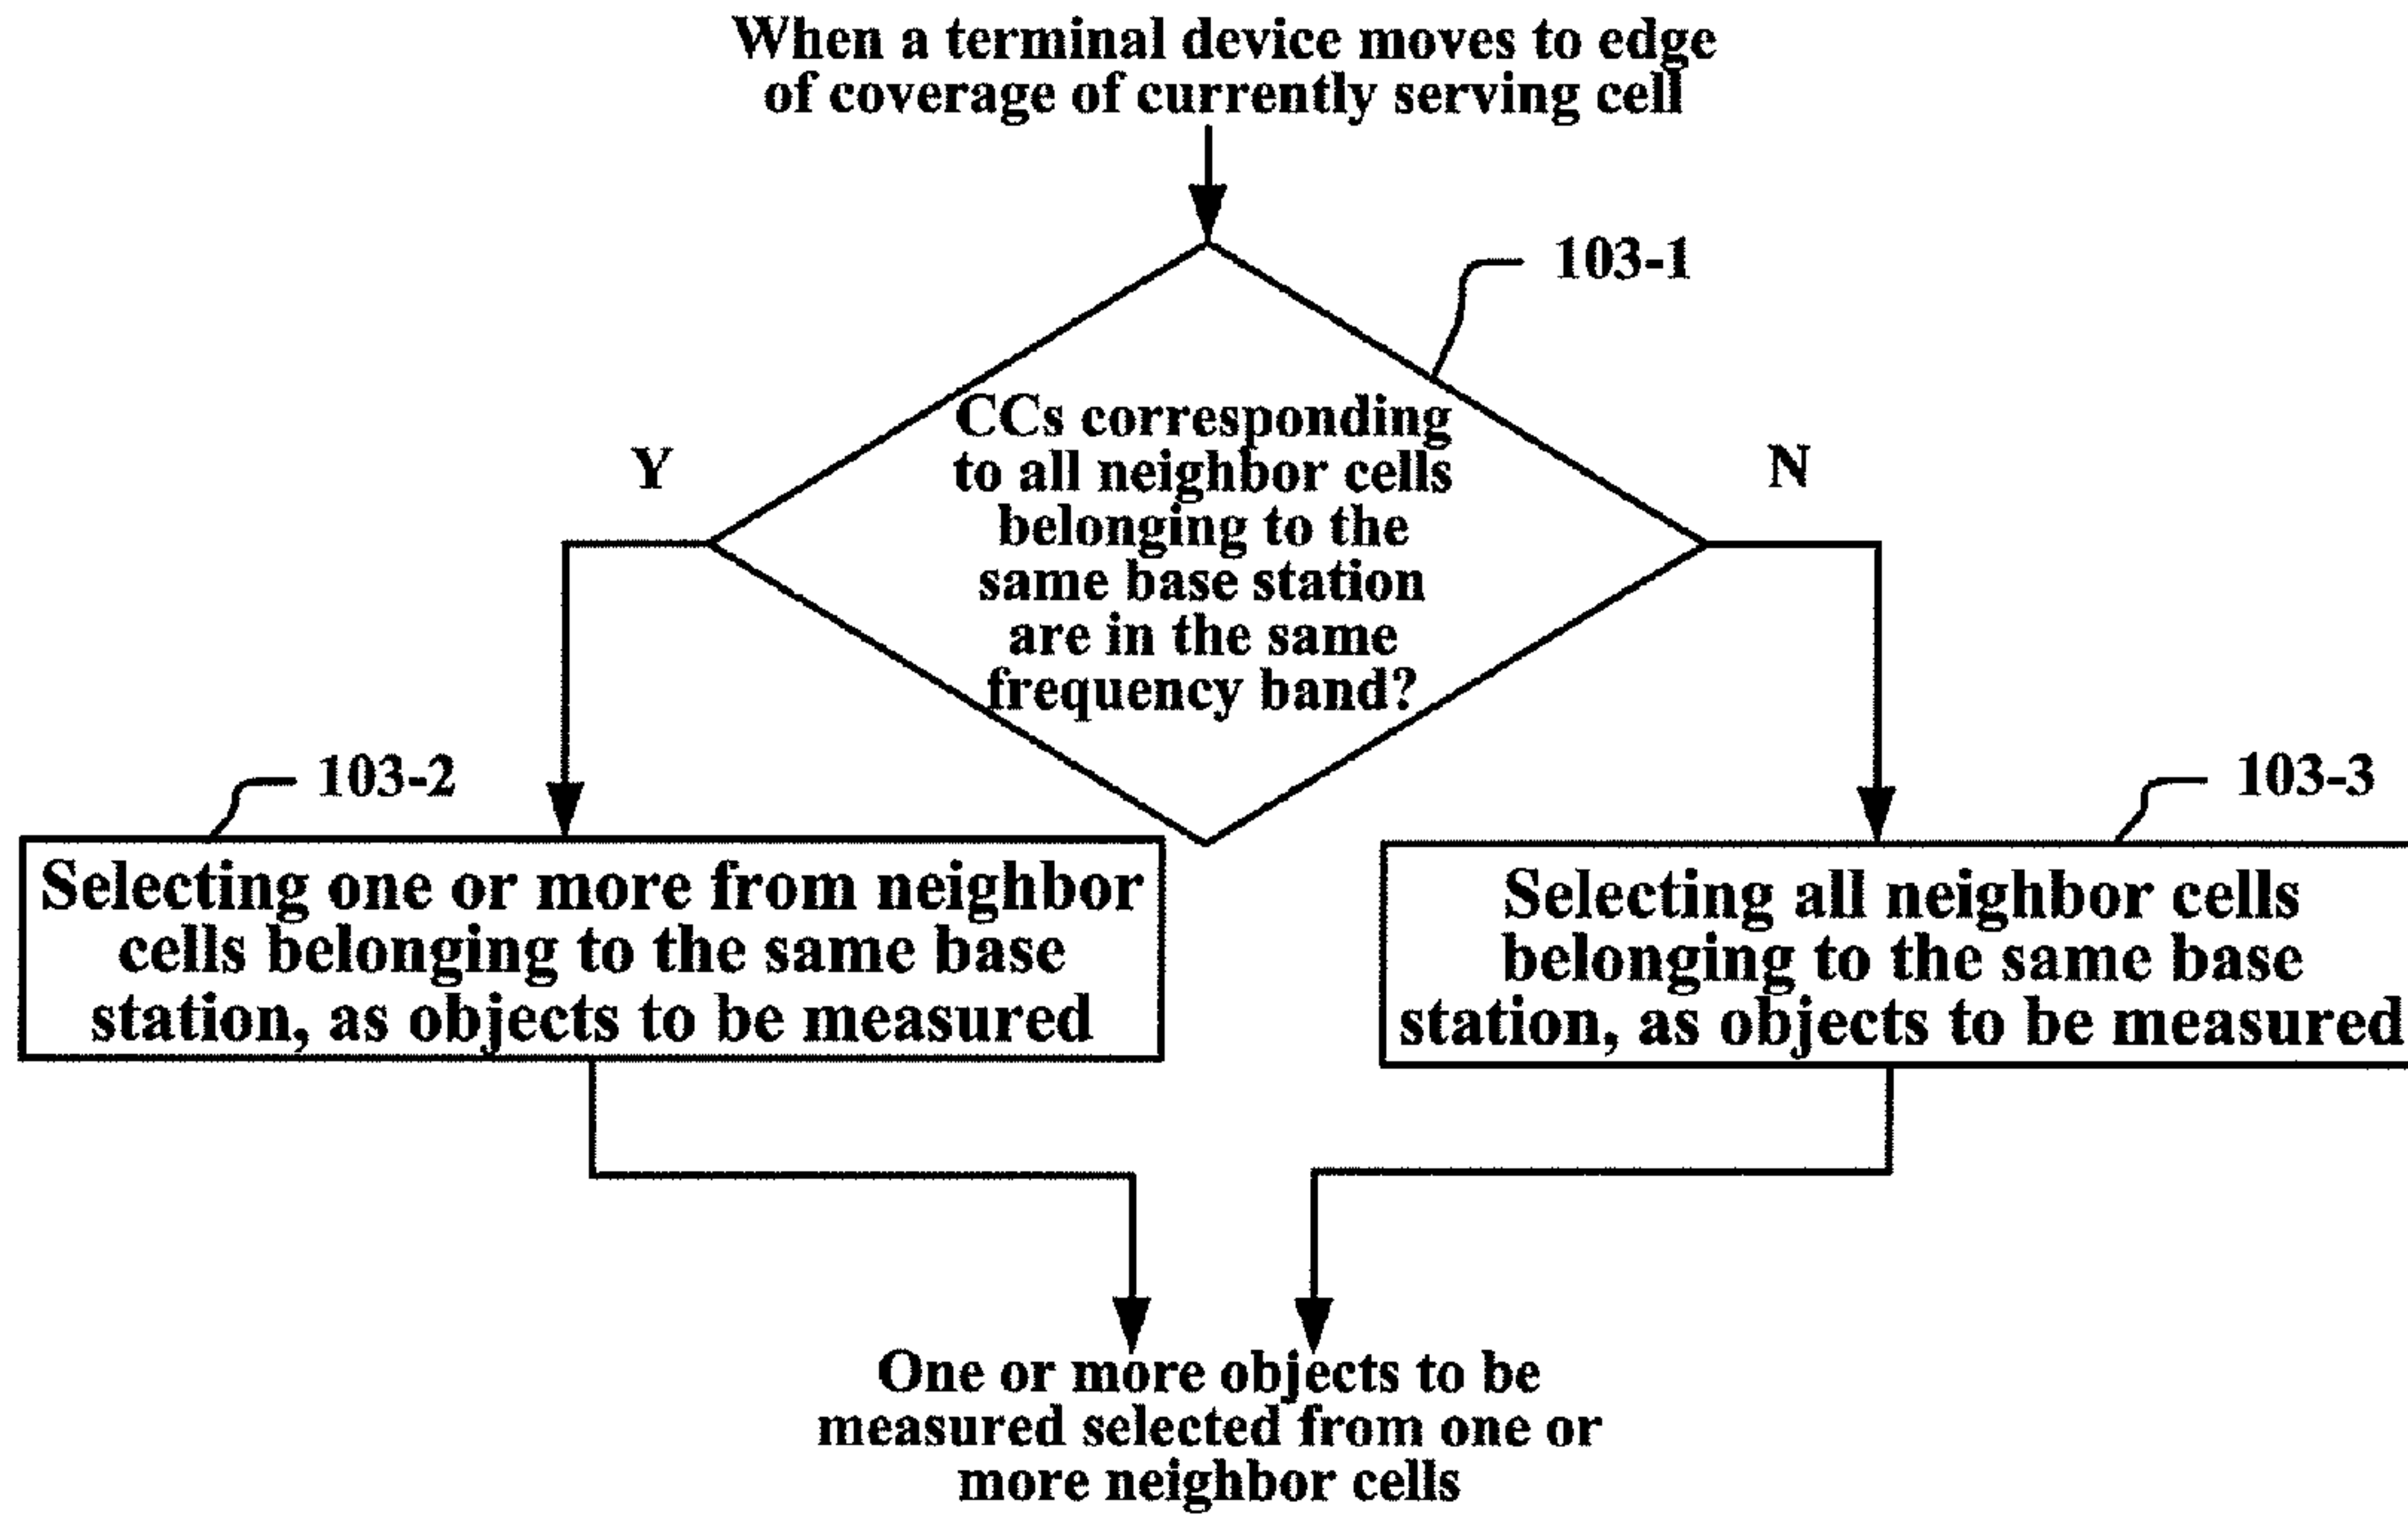 When a terminal device moves to edge
of coverage of currently serving cell
103-1
CCs corresponding
to all neighbor cells
belonging to the
same base station
are in the same
frequency band?
Y
N
103-2
103-3
Selecting one or more from neighbor
cells belonging to the same base
station, as objects to be measured
Selecting all neighbor cells
belonging to the same base
station, as objects to be measured
One or more objects to be
measured selected from one or
more neighbor cells